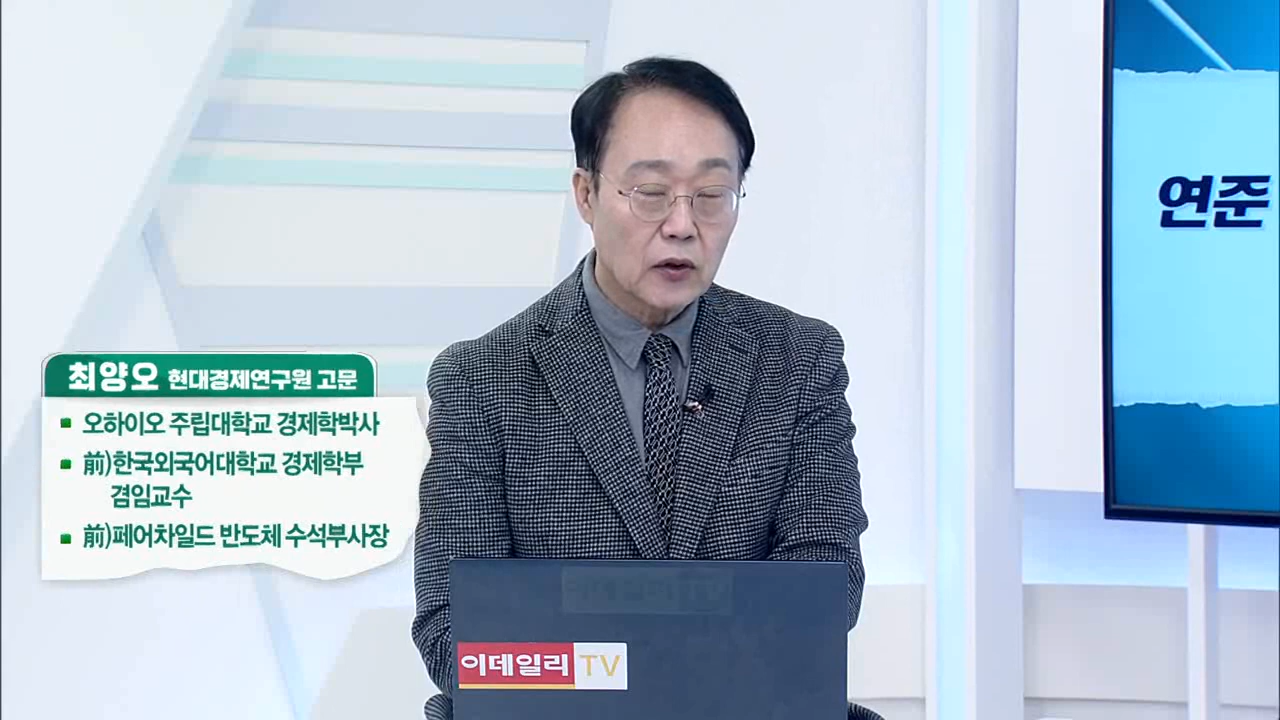 연준
최양오 현대경제연구원 고문
오하이오 주립대학교 경제학박사
前)한국외국어대학교 경제학부
겸임교수
前)페어차일드 반도체 수석부사장
이데일리TV